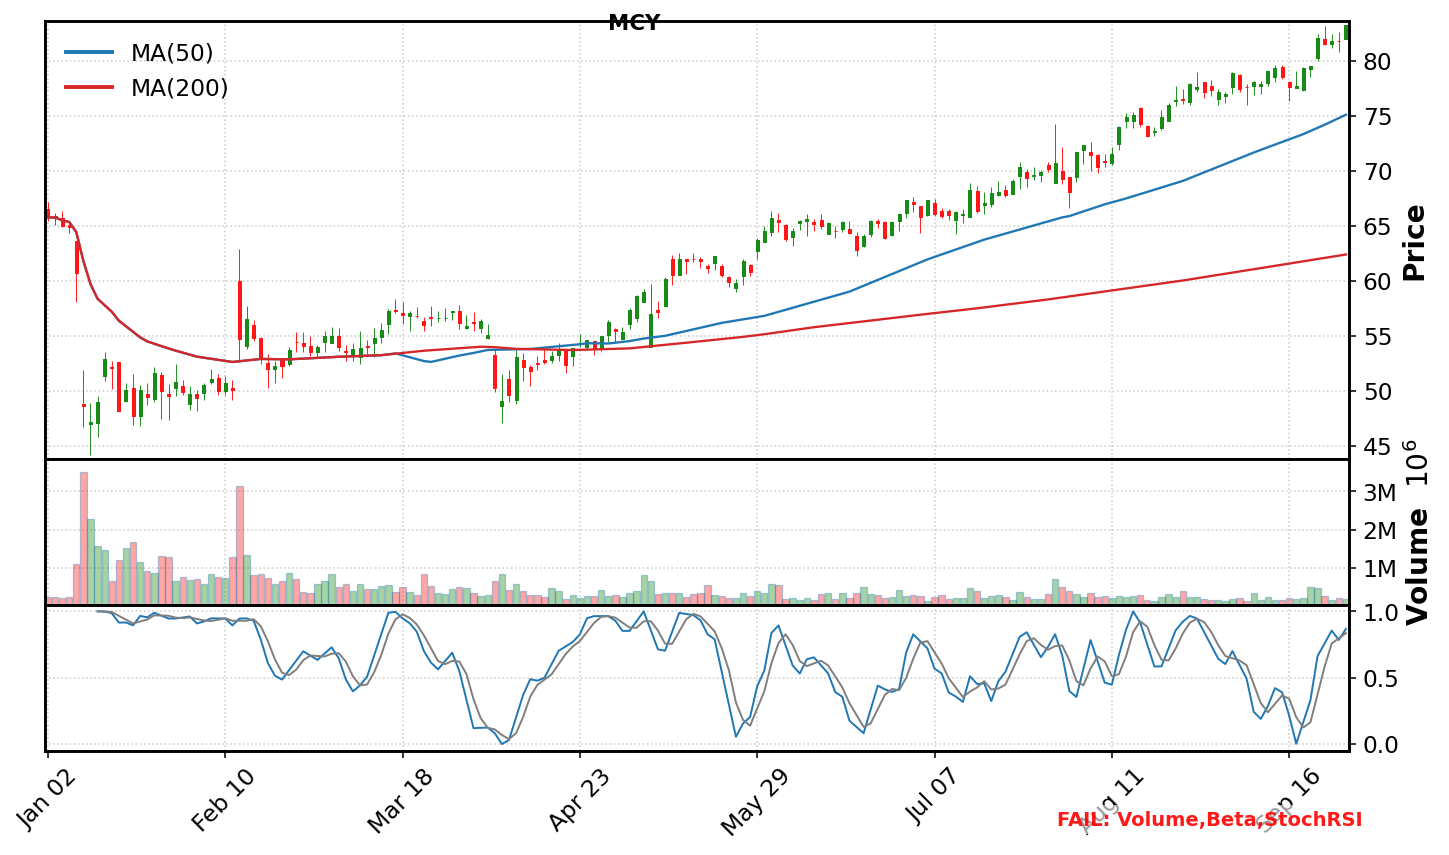 MCY
MA(50)
MA(200)
80
75
70
65
60
55
50
45
Price
3M
2M
1M
Volume 10^6
1.0
0.5
0.0
Jan 02
Feb 10
Mar 18
Apr 23
May 29
Jul 07
Aug 11
Sep 16
FAIL: Volume,Beta,StochRSI